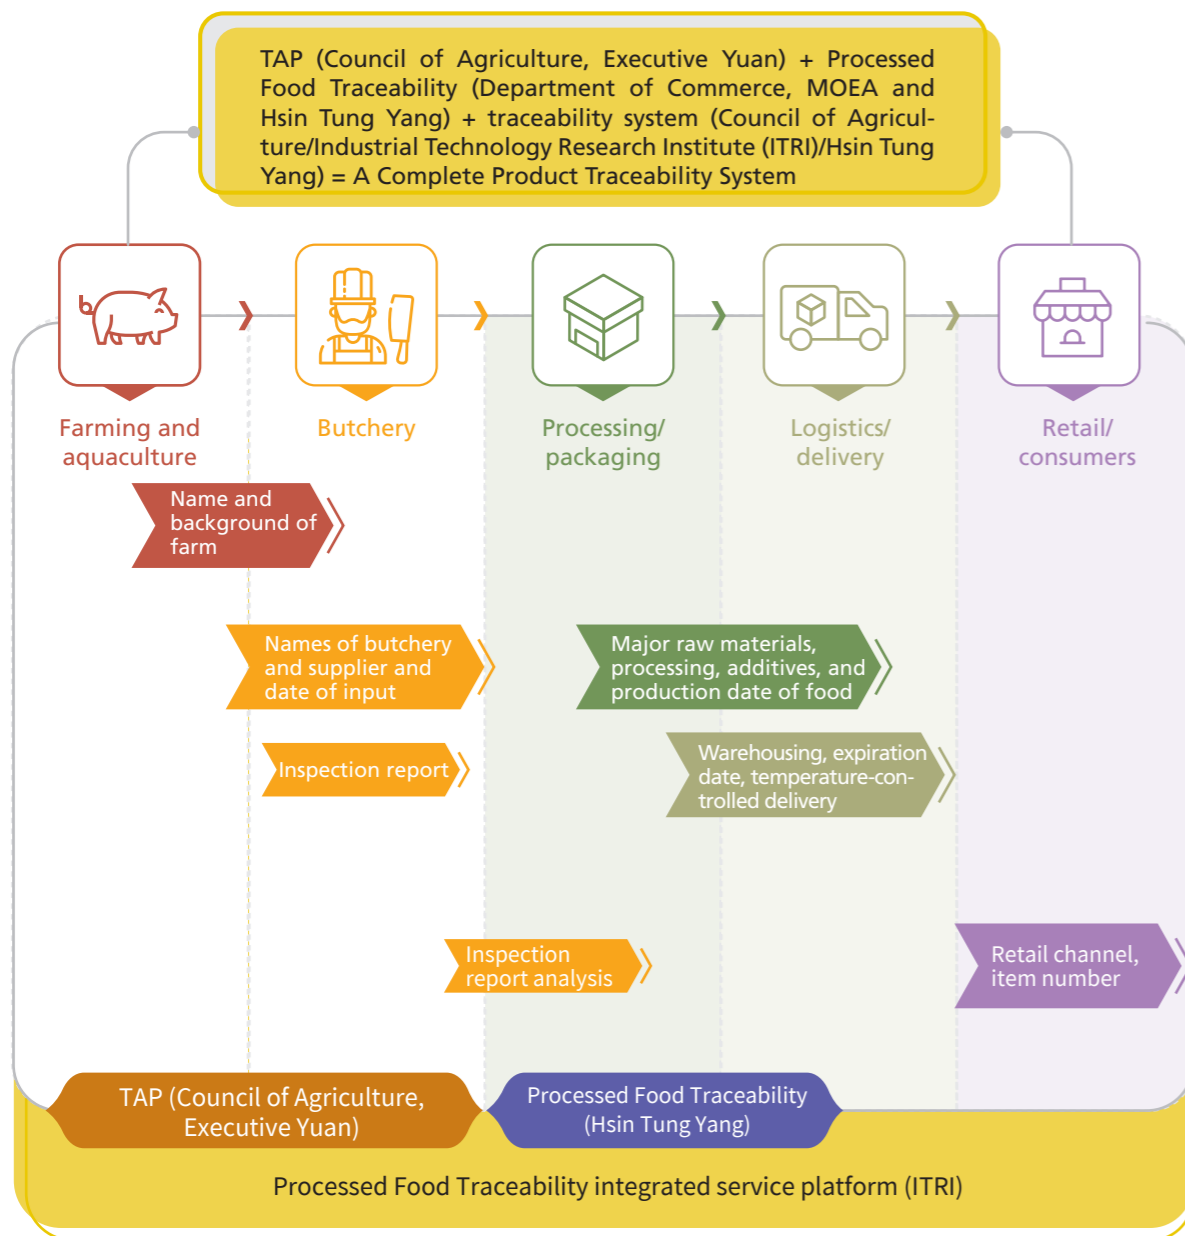 TAP (Council of Agriculture, Executive Yuan) + Processed
Food Traceability (Department of Commerce, MOEA and
Hsin Tung Yang) + traceability system (Council of Agricul-
ture/Industrial Technology Research Institute (ITRI)/Hsin Tung
Yang) = A Complete Product Traceability System
Farming and
aquaculture
Butchery
Processing/
packaging
Logistics/
delivery
Retail/
consumers
Name and
background of
farm
Names of butchery
and supplier and
date of input
Major raw materials,
processing, additives, and
production date of food
Inspection report
Warehousing, expiration
date, temperature-con-
trolled delivery
Inspection
report analysis
Retail channel,
item number
TAP (Council of Agriculture,
Executive Yuan)
Processed Food Traceability
(Hsin Tung Yang)
Processed Food Traceability integrated service platform (ITRI)